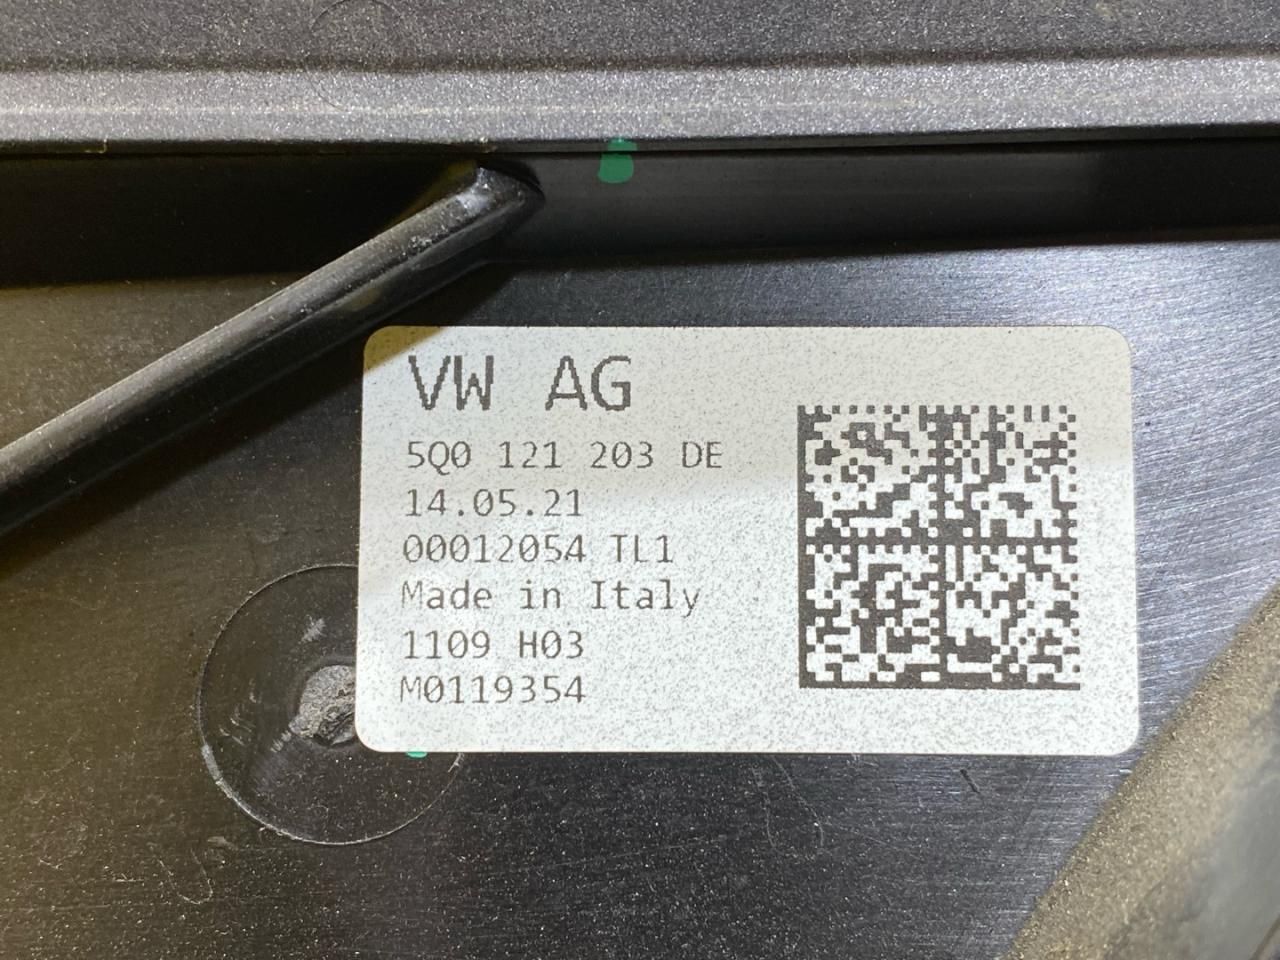 VW AG
5Q0 121 203 DE
14.05.21
00012054 TL1
Made in Italy
1109 H03
M0119354